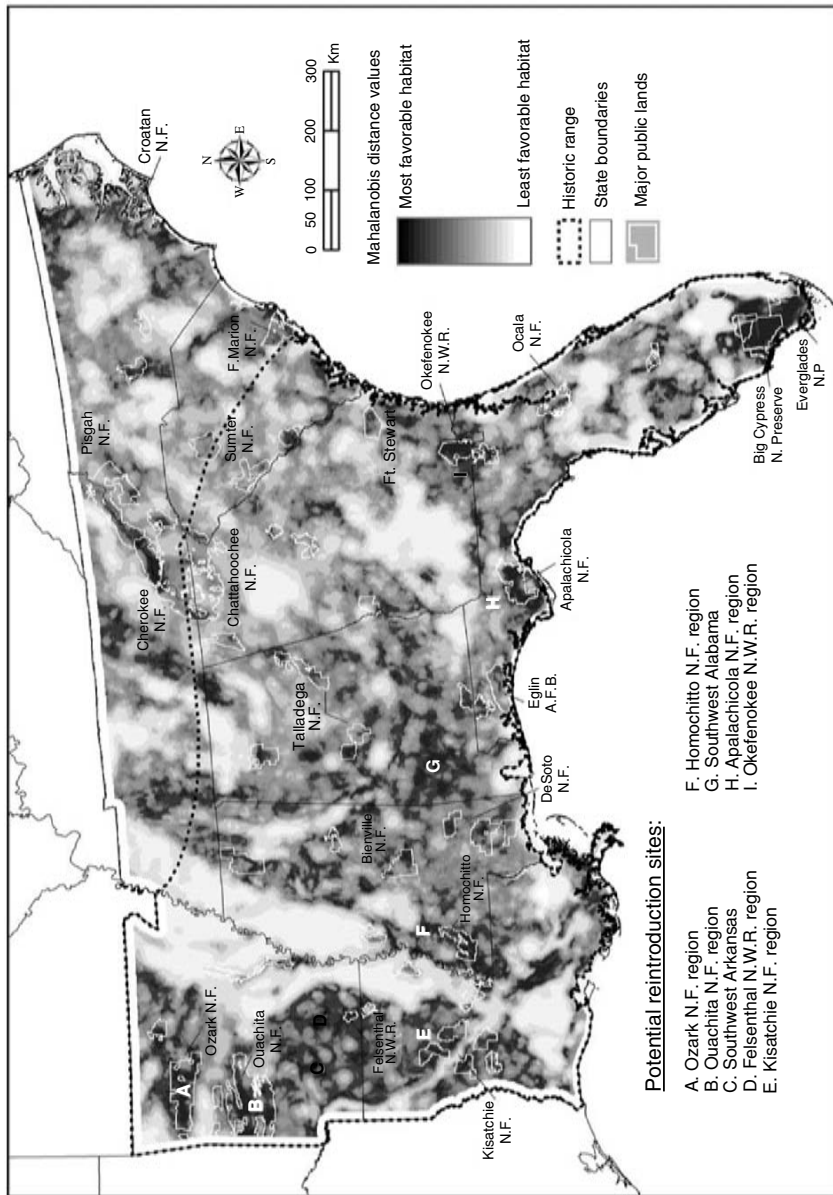 Croatan
N.F.
Pisgah
N.F.
F.Marion
N.F.
Sumter
N.F.
Cherokee
N.F.
Chattahoochee
N.F.
Ft. Stewart
Okefenokee
N.W.R.
I
Ocala
N.F.
Talladega
N.F.
H
Apalachicola
N.F.
Eglin
A.F.B.
G
DeSoto
N.F.
Bienville
N.F.
Homochitto
N.F.
F
Ozark N.F.
A
Ouachita
N.F.
B
C
D
Felsenthal
N.W.R.
E
Kisatchie
N.F.
Big Cypress
N. Preserve
Everglades
N.P
N
W
E
S
0 50 100 200 300
Km
Mahalanobis distance values
Most favorable habitat
Least favorable habitat
Historic range
State boundaries
Major public lands
Potential reintroduction sites:
A. Ozark N.F. region
B. Ouachita N.F. region
C. Southwest Arkansas
D. Felsenthal N.W.R. region
E. Kisatchie N.F. region
F. Homochitto N.F. region
G. Southwest Alabama
H. Apalachicola N.F. region
I. Okefenokee N.W.R. region